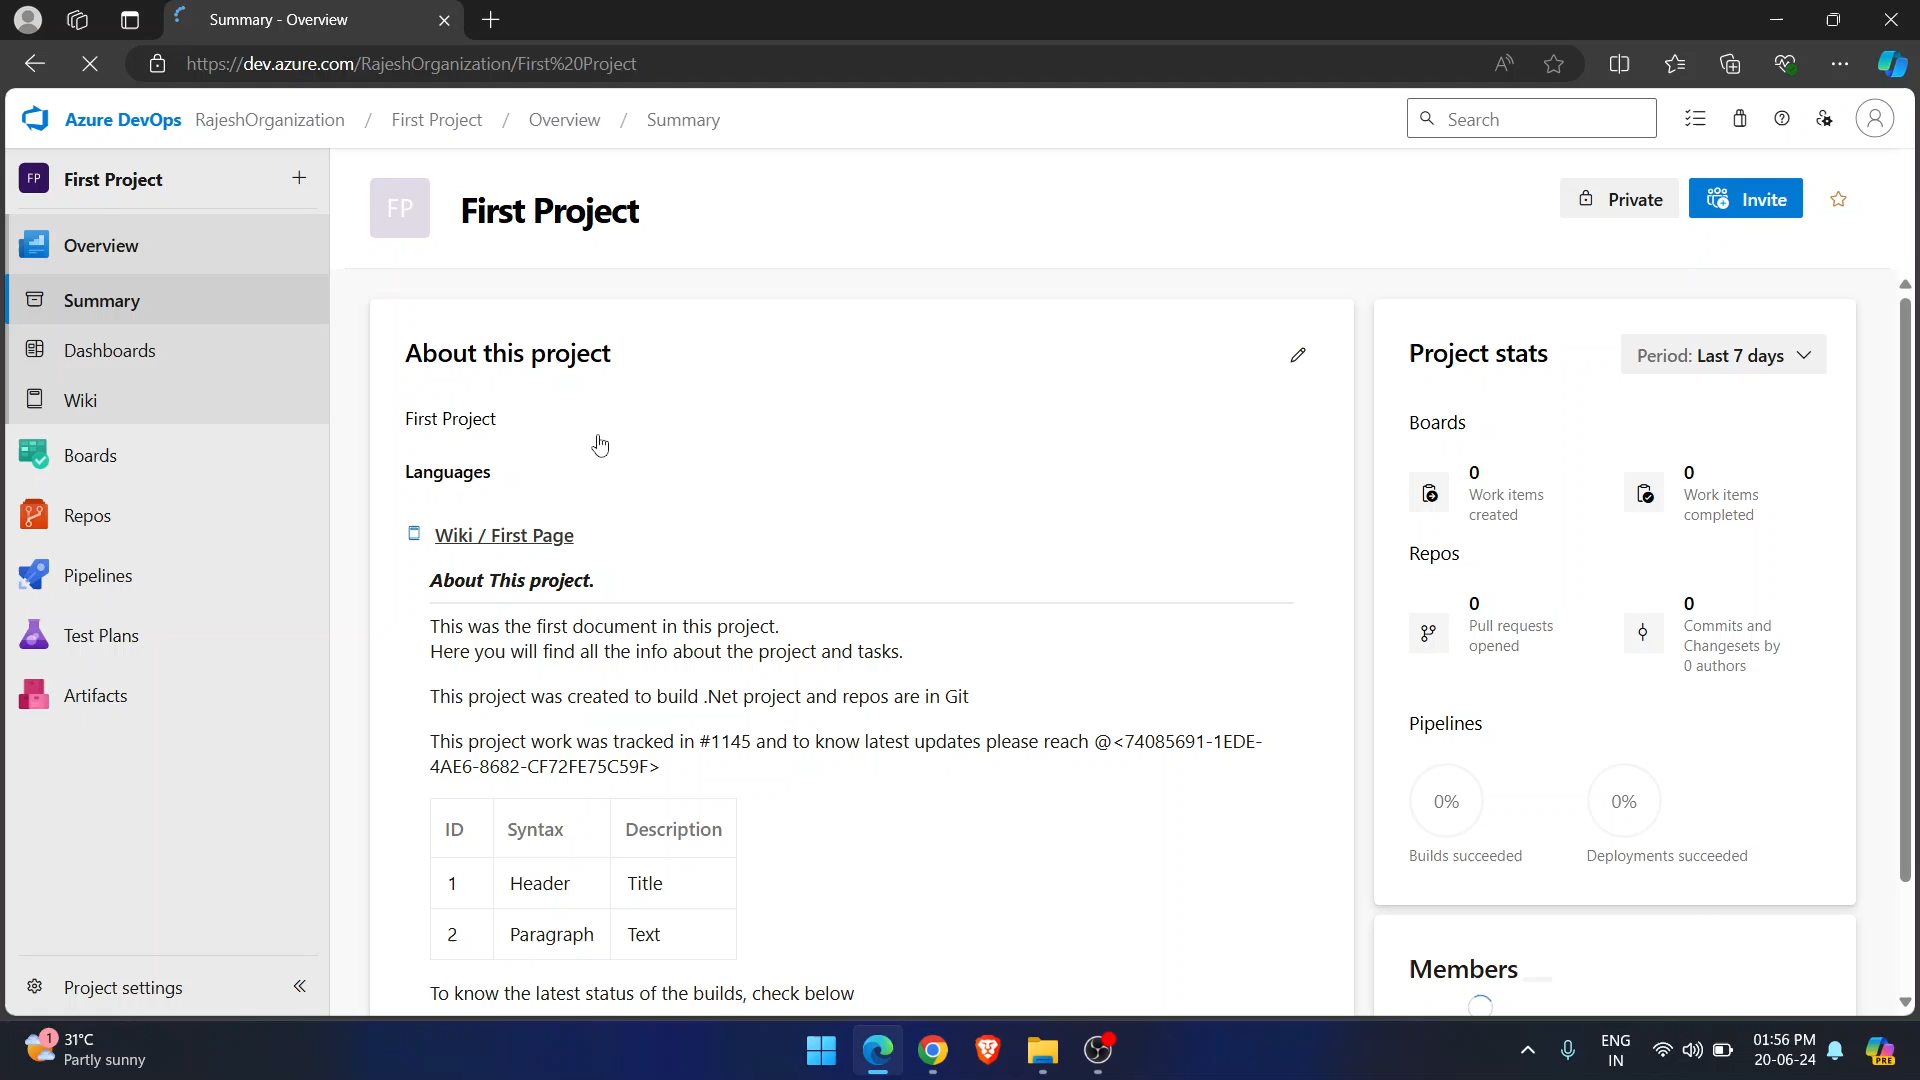 Summary - Overview
https://dev.azure.com/RajeshOrganization/First%20Project
Azure DevOps RajeshOrganization / First Project / Overview / Summary
Search
FP First Project +
Overview
Summary
Dashboards
Wiki
Boards
Repos
Pipelines
Test Plans
Artifacts
Project settings
FP First Project
Private
Invite
About this project
First Project
Languages
Wiki / First Page
About This project.
This was the first document in this project.
Here you will find all the info about the project and tasks.
This project was created to build .Net project and repos are in Git
This project work was tracked in #1145 and to know latest updates please reach @<74085691-1EDE-
4AE6-8682-CF72FE75C59F>
ID Syntax Description
1 Header Title
2 Paragraph Text
To know the latest status of the builds, check below
Project stats
Period: Last 7 days
Boards
0
Work items
created
0
Work items
completed
Repos
0
Pull requests
opened
0
Commits and
Changesets by
0 authors
Pipelines
0%
Builds succeeded
0%
Deployments succeeded
Members
1
31°C
Partly sunny
ENG
IN
01:56 PM
20-06-24
PRE